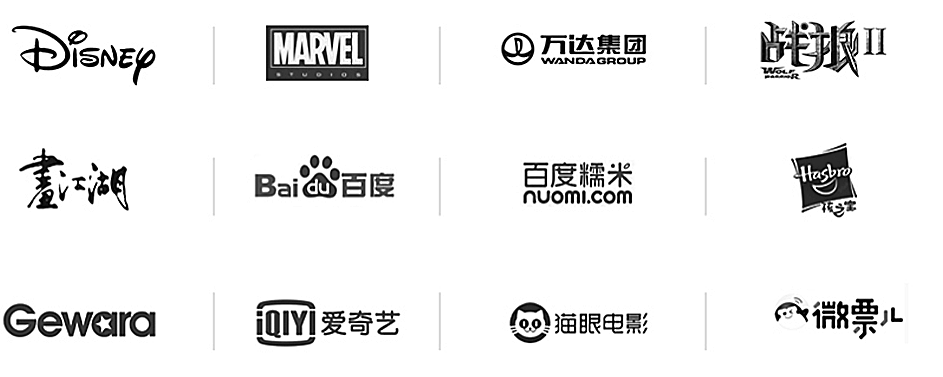 Disney
MARVEL
STUDIOS
万达集团
WANDA GROUP
战狼II
WOLF WARRIOR
畫江湖
Bai du 百度
百度糯米
nuomi.com
Hasbro
孩之宝
Gewara
iQIYI 爱奇艺
猫眼电影
微票儿